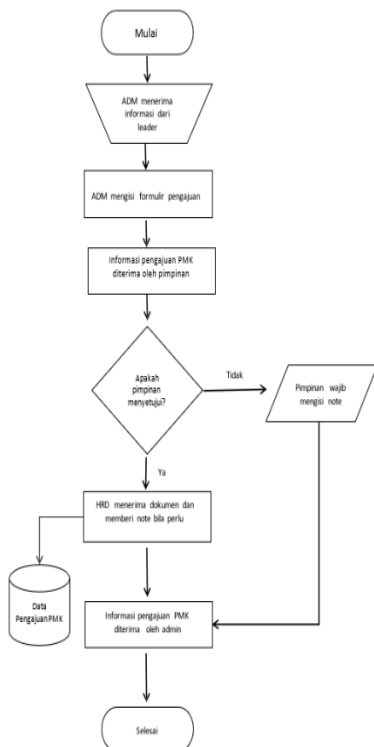 Mulai
ADM menerima
informasi dari
leader
ADM mengisi formulir pengajuan
Informasi pengajuan PMK
diterima oleh pimpinan
Apakah
pimpinan
menyetujui?
Tidak
Pimpinan wajib
mengisi note
Ya
HRD menerima dokumen dan
memberi note bila perlu
Data
Pengajuan PMK
Informasi pengajuan PMK
diterima oleh admin
Selesai